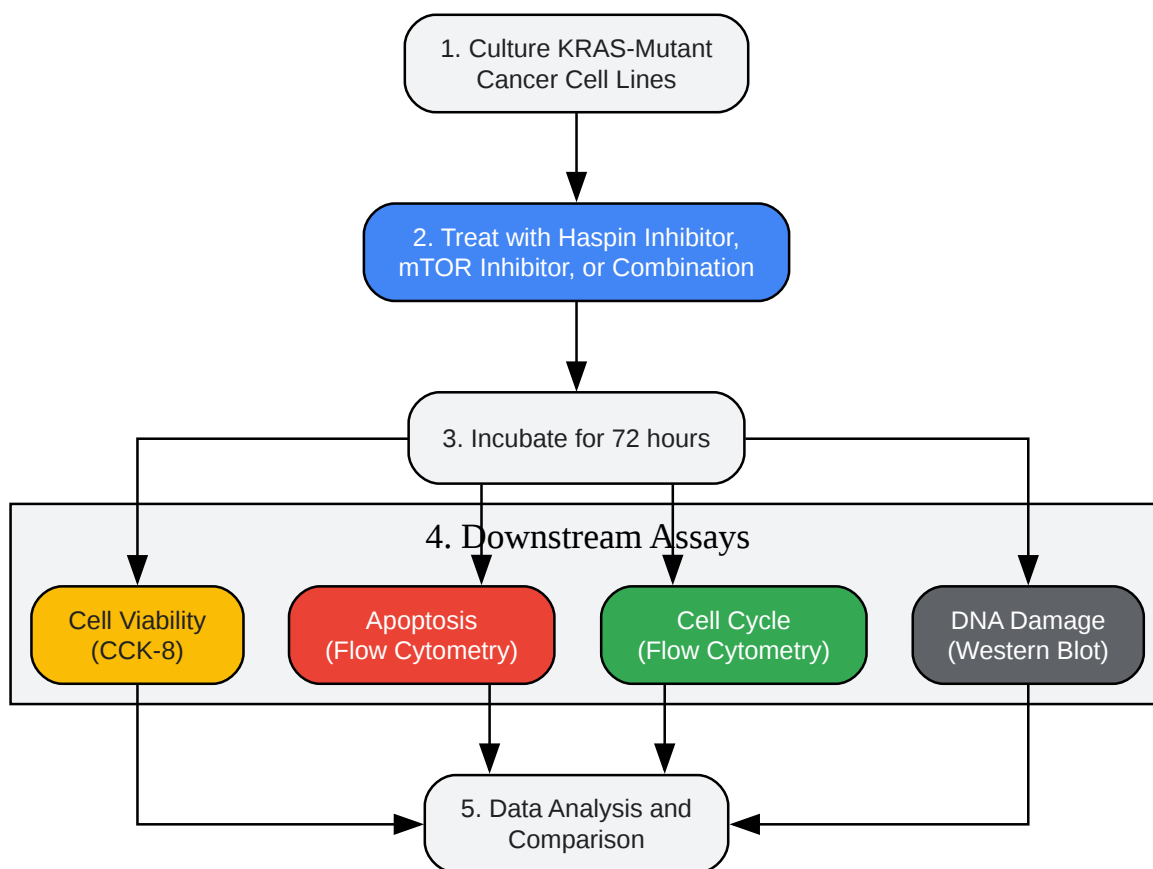 1. Culture KRAS-Mutant
Cancer Cell Lines
2. Treat with Haspin Inhibitor,
mTOR Inhibitor, or Combination
3. Incubate for 72 hours
4. Downstream Assays
Cell Viability
(CCK-8)
Apoptosis
(Flow Cytometry)
Cell Cycle
(Flow Cytometry)
DNA Damage
(Western Blot)
5. Data Analysis and
Comparison